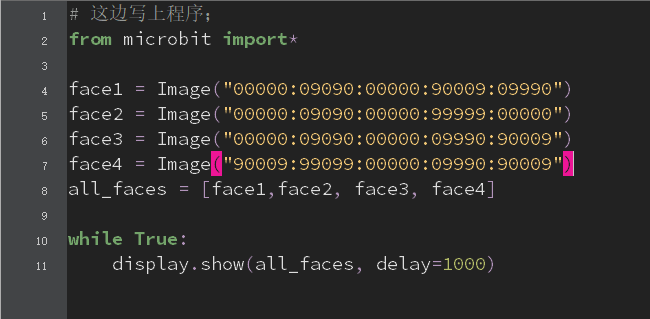 1 # 这边写上程序；
2 from microbit import*
3
4 face1 = Image("00000:09090:00000:90009:09990")
5 face2 = Image("00000:09090:00000:99999:00000")
6 face3 = Image("00000:09090:00000:09990:90009")
7 face4 = Image("90009:99099:00000:09990:90009")
8 all_faces = [face1,face2, face3, face4]
9
10 while True:
11     display.show(all_faces, delay=1000)